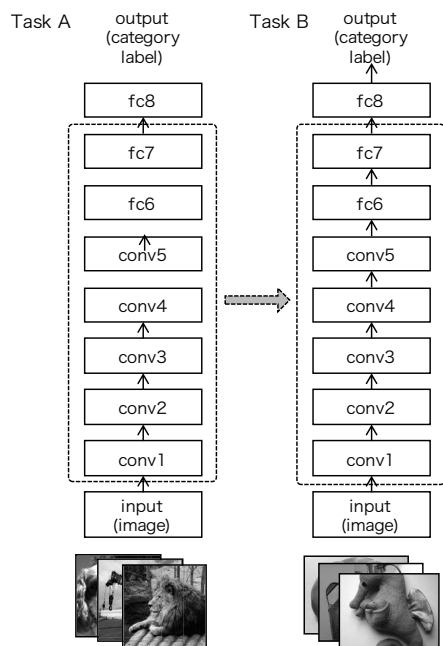 Task A
output
(category
label)
fc8
fc7
fc6
conv5
conv4
conv3
conv2
conv1
input
(image)
Task B
output
(category
label)
fc8
fc7
fc6
conv5
conv4
conv3
conv2
conv1
input
(image)